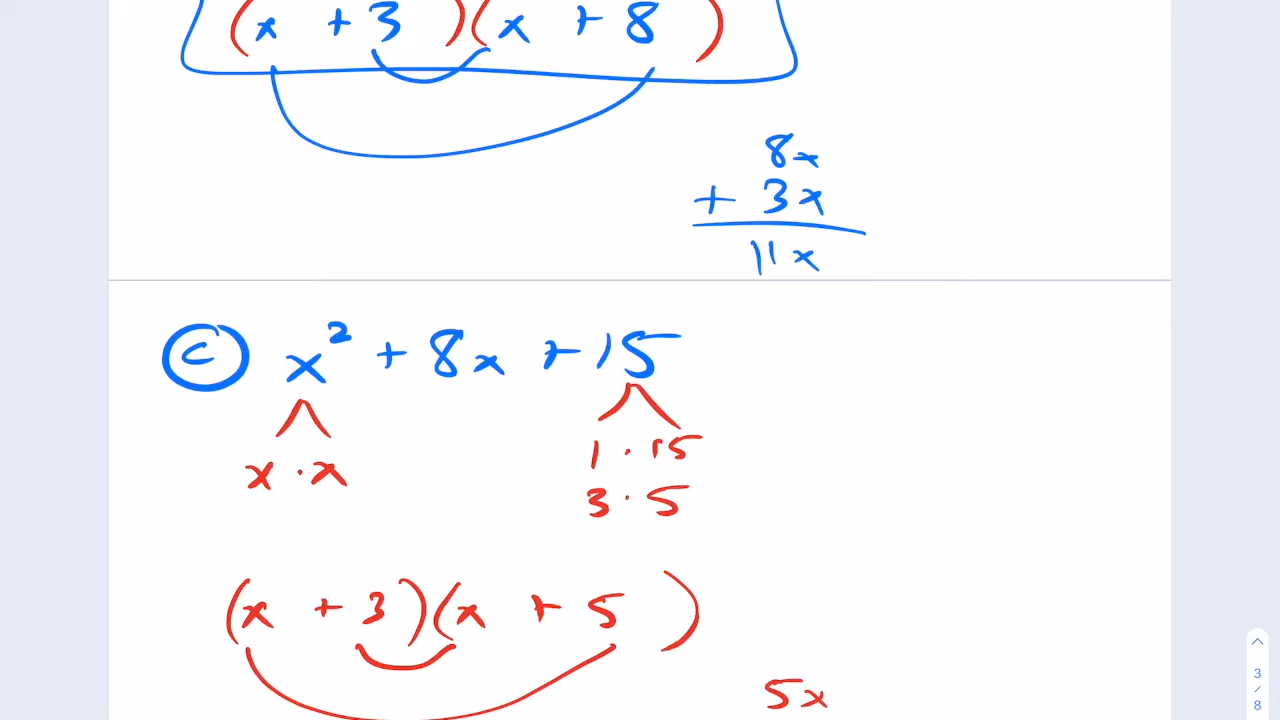 (x + 3)(x + 8)
8x
+ 3x
11x
C x² + 8x + 15
x · x
1 · 15
3 · 5
(x + 3)(x + 5)
5x
3
/
8